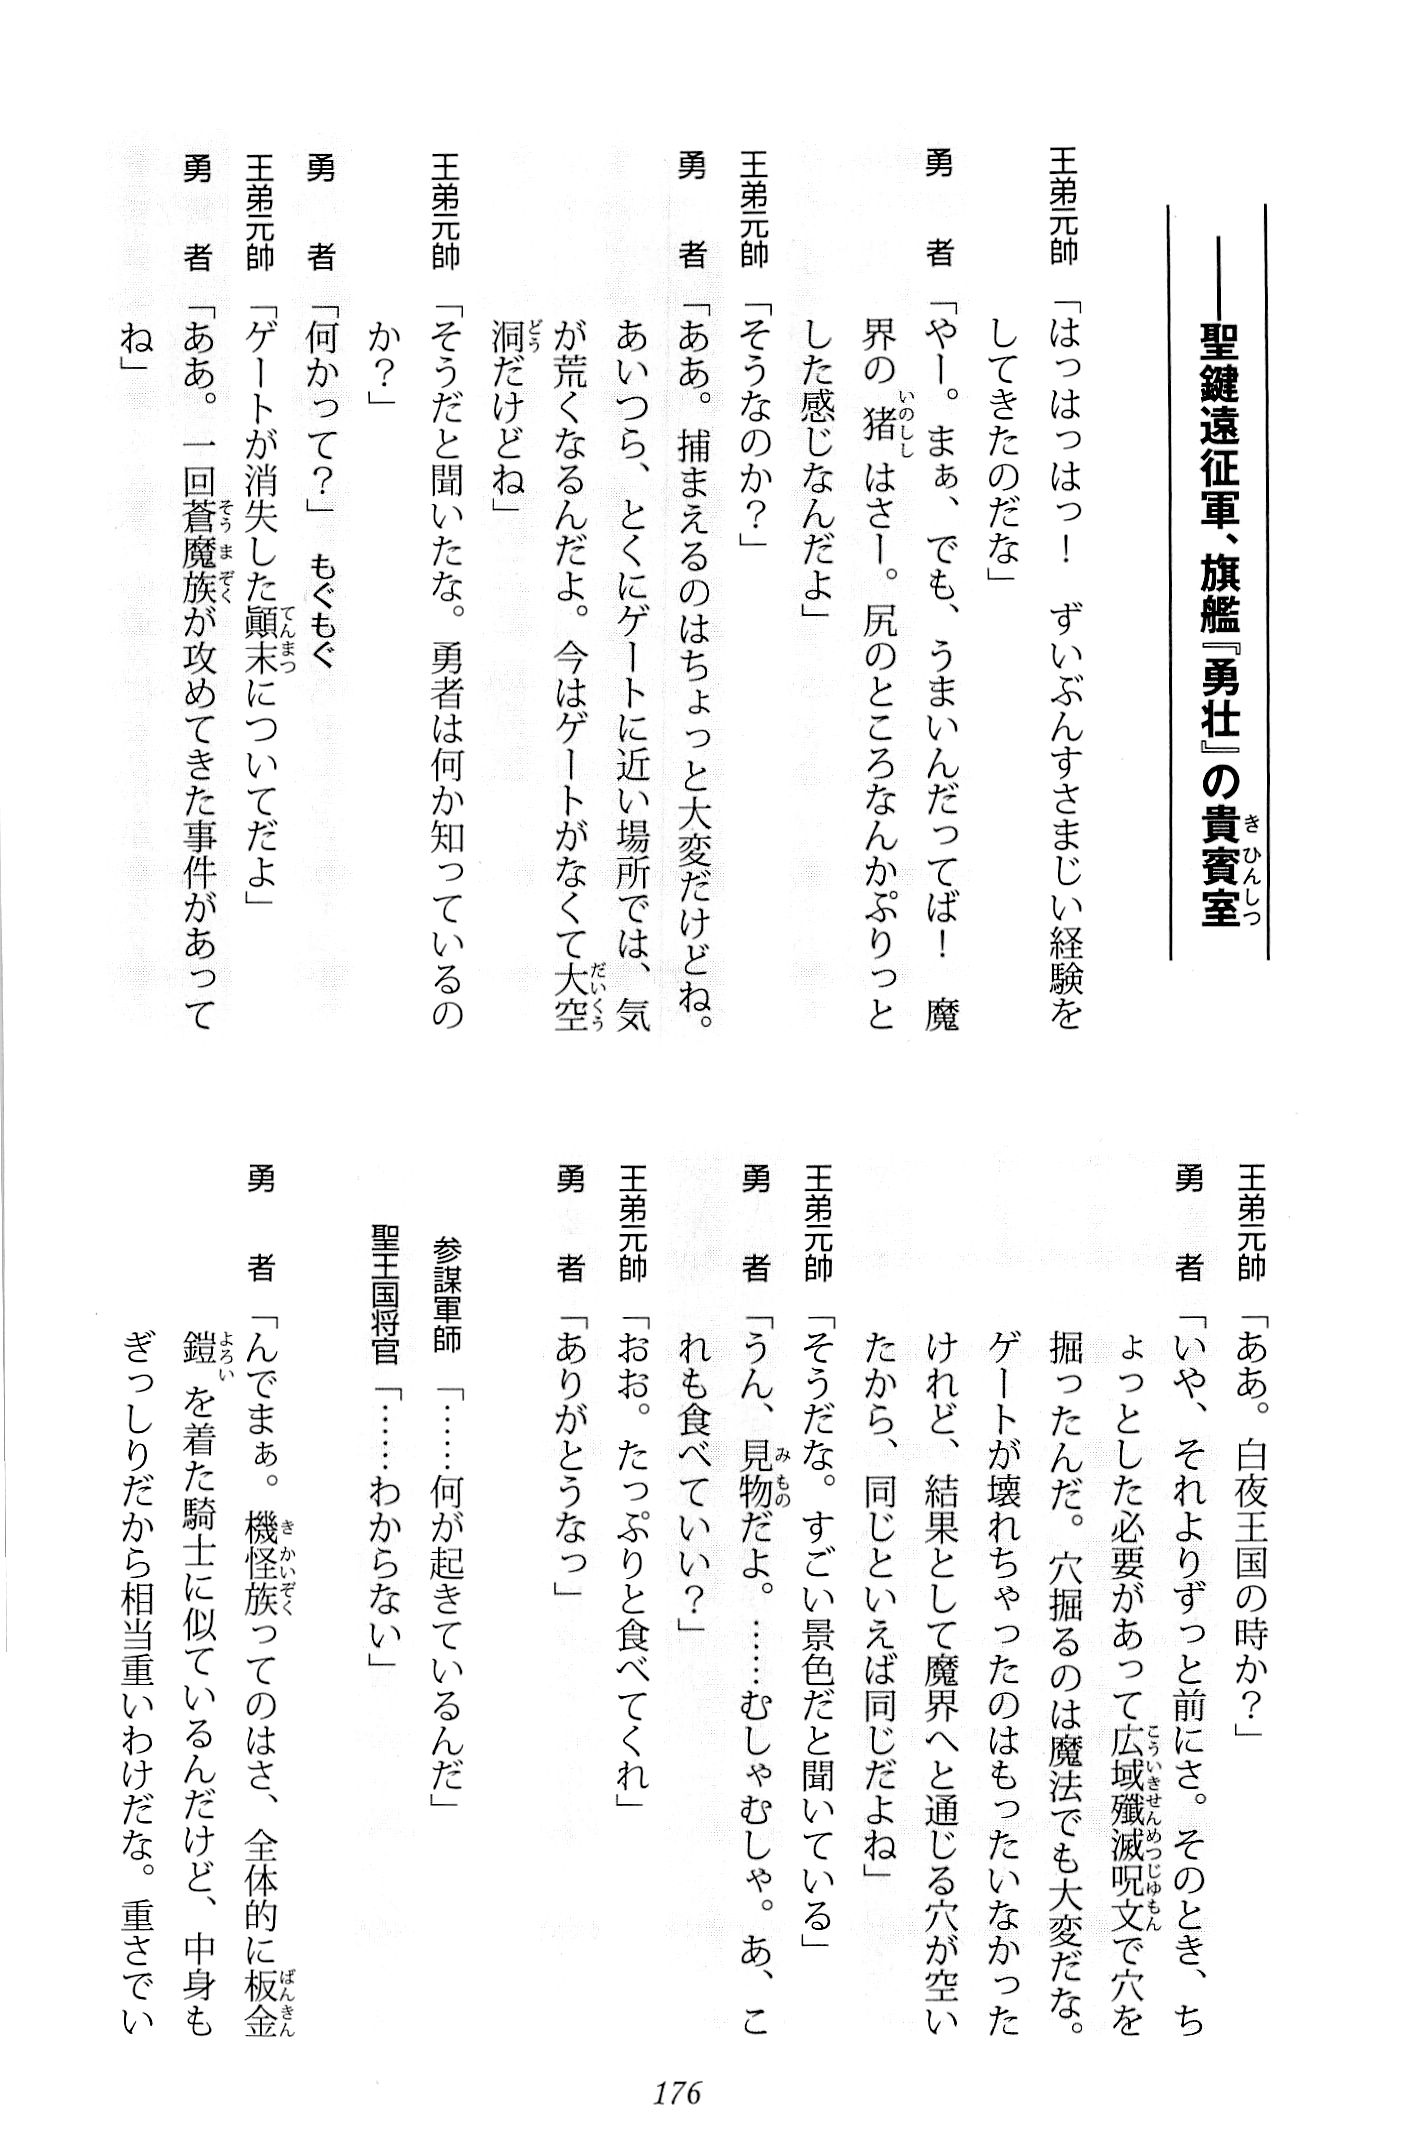 ――聖鍵遠征軍、旗艦『勇壮』の貴賓室
王弟元帥「はっはっはっ！　ずいぶんすさまじい経験を
してきたのだな」
勇　者「やー。まぁ、でも、うまいんだってば！　魔
界の猪はさー。尻のところなんかぷりっと
した感じなんだよ」
王弟元帥「そうなのか？」
勇　者「ああ。捕まえるのはちょっと大変だけどね。
あいつら、とくにゲートに近い場所では、気
が荒くなるんだよ。今はゲートがなくて大空
洞だけどね」
王弟元帥「そうだと聞いたな。勇者は何か知っているの
か？」
勇　者「何かって？」　もぐもぐ
王弟元帥「ゲートが消失した顛末についてだよ」
勇　者「ああ。一回蒼魔族が攻めてきた事件があって
ね」
王弟元帥「ああ。白夜王国の時か？」
勇　者「いや、それよりずっと前にさ。そのとき、ち
ょっとした必要があって広域殲滅呪文で穴を
掘ったんだ。穴掘るのは魔法でも大変だな。
ゲートが壊れちゃったのはもったいなかった
けれど、結果として魔界へと通じる穴が空い
たから、同じといえば同じだよね」
王弟元帥「そうだな。すごい景色だと聞いている」
勇　者「うん、見物だよ。……むしゃむしゃ。あ、こ
れも食べていい？」
王弟元帥「おお。たっぷりと食べてくれ」
勇　者「ありがとうなっ」
参謀軍師「……何が起きているんだ」
聖王国将官「……わからない」
勇　者「んでまぁ。機怪族ってのはさ、全体的に板金
鎧を着た騎士に似ているんだけど、中身も
ぎっしりだから相当重いわけだな。重さでい
176